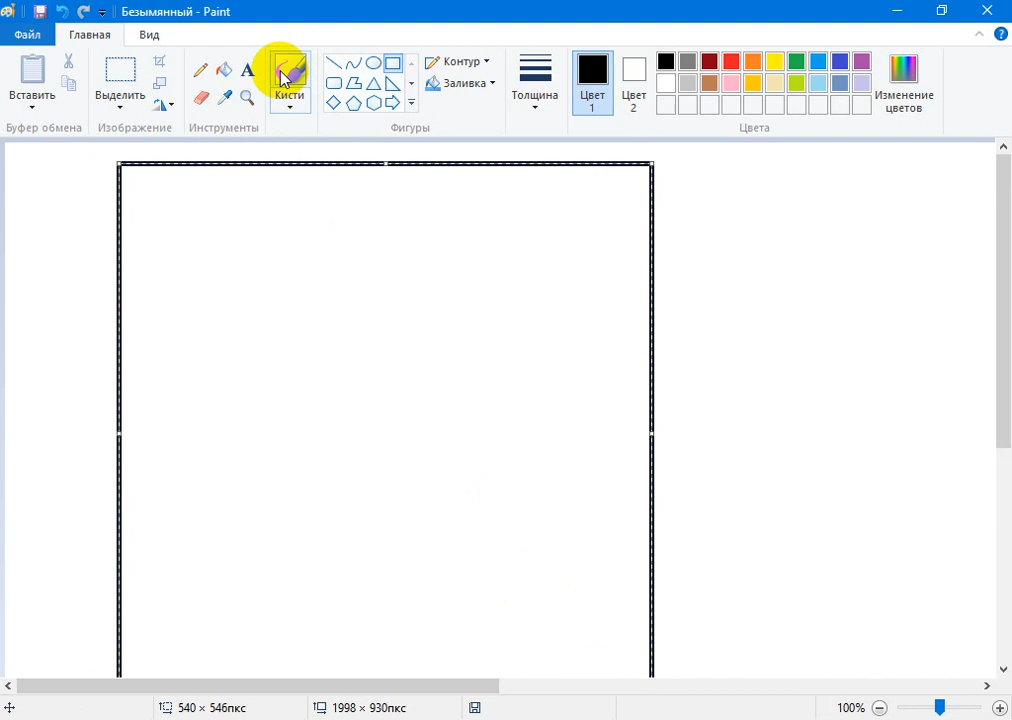 Безымянный - Paint
Файл
Главная
Вид
Вставить
Буфер обмена
Выделить
Изображение
A
Инструменты
Кисти
Контур
Заливка
Фигуры
Толщина
Цвет
1
Цвет
2
Изменение
цветов
Цвета
?
540 × 546пкс
1998 × 930пкс
100%